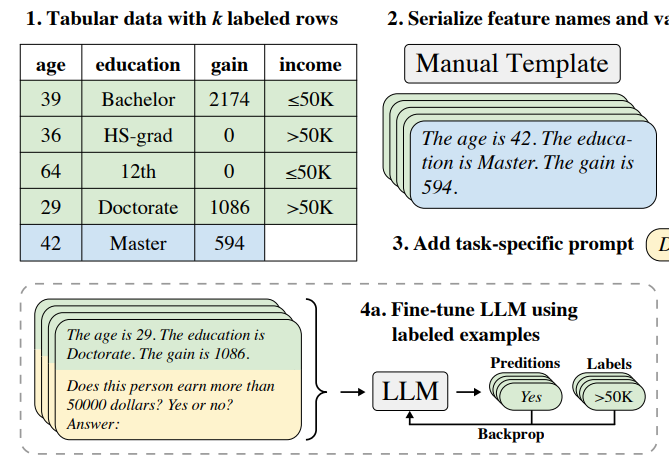 1. Tabular data with k labeled rows
age education gain income
39 Bachelor 2174 ≤50K
36 HS-grad 0 >50K
64 12th 0 ≤50K
29 Doctorate 1086 >50K
42 Master 594
2. Serialize feature names and va
Manual Template
The age is 42. The educa-
tion is Master. The gain is
594.
3. Add task-specific prompt
D
The age is 29. The education is
Doctorate. The gain is 1086.
Does this person earn more than
50000 dollars? Yes or no?
Answer:
4a. Fine-tune LLM using
labeled examples
LLM
Preditions
Yes
Labels
>50K
Backprop